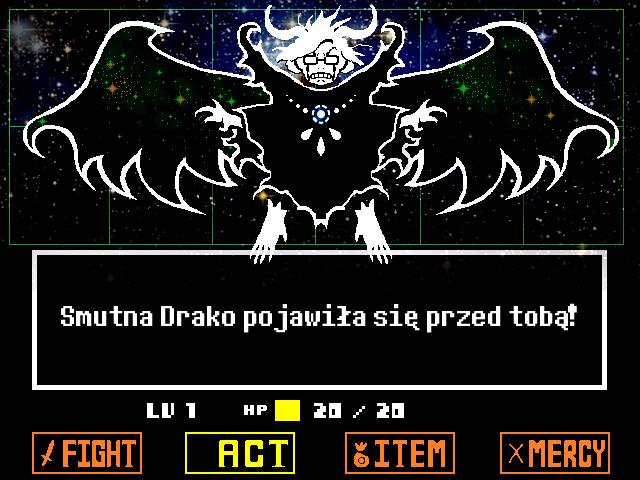 Smutna Drako pojawiła się przed tobą!
LV 1 HP 20 / 20
FIGHT ACT ITEM MERCY